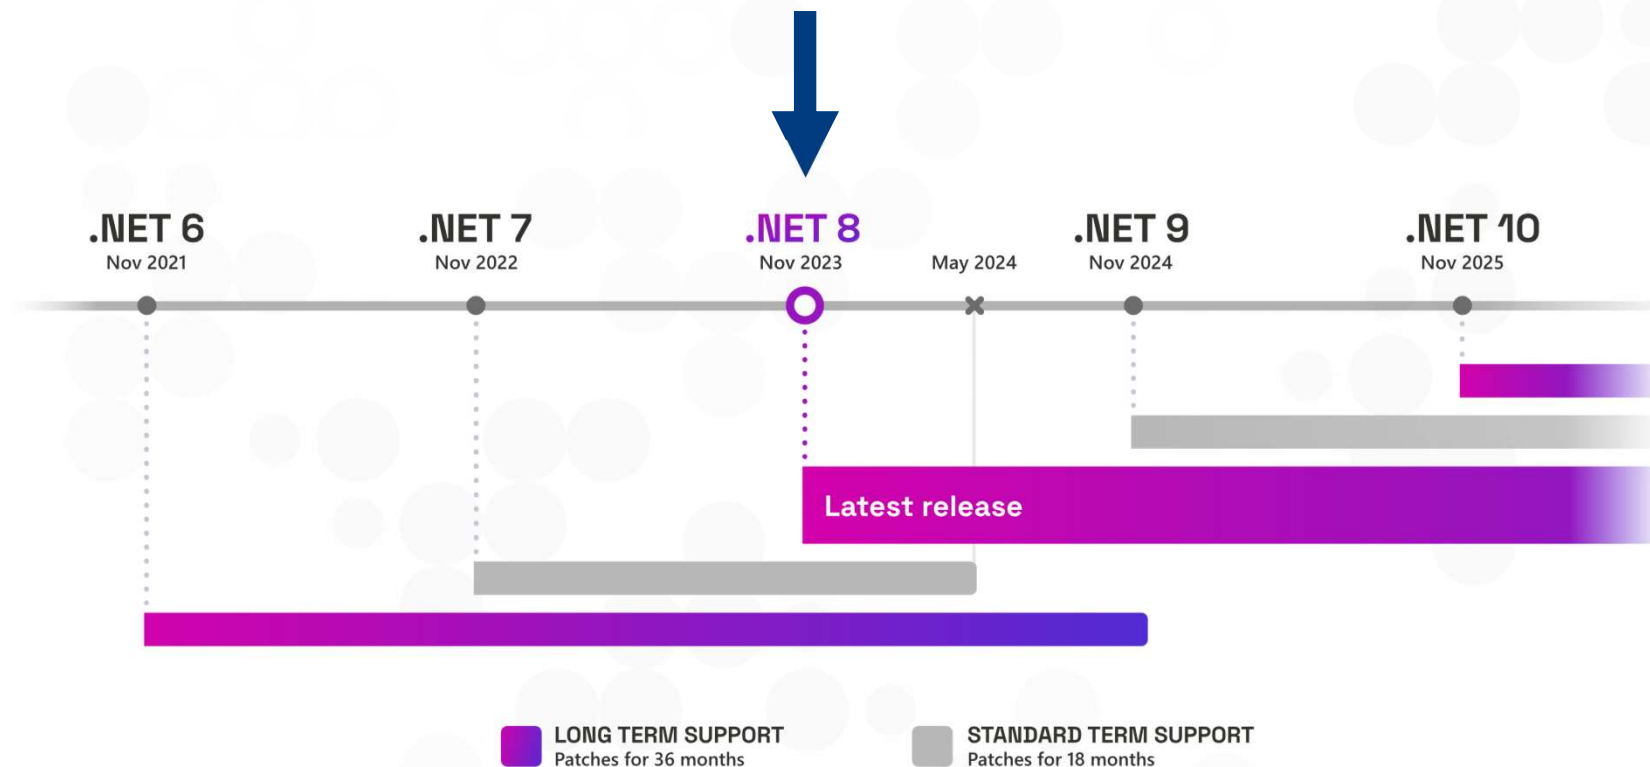 .NET 6
Nov 2021
.NET 7
Nov 2022
.NET 8
Nov 2023
May 2024
.NET 9
Nov 2024
.NET 10
Nov 2025
Latest release
LONG TERM SUPPORT
Patches for 36 months
STANDARD TERM SUPPORT
Patches for 18 months